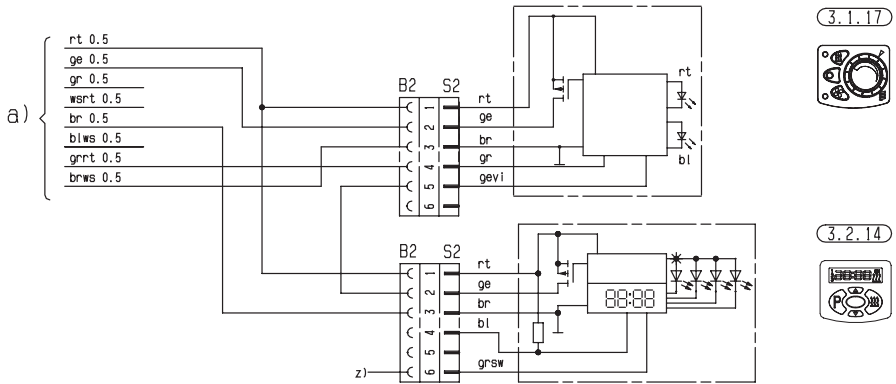 a)
rt 0.5
ge 0.5
gr 0.5
wsrt 0.5
br 0.5
blws 0.5
grrt 0.5
brws 0.5
B2 S2
1 rt
2 ge
3 br
4 gr
5 gevi
6
rt
bl
3.1.17
B2 S2
1 rt
2 ge
3 br
4 bl
5
z) 6 grsw
88:88
3.2.14
P